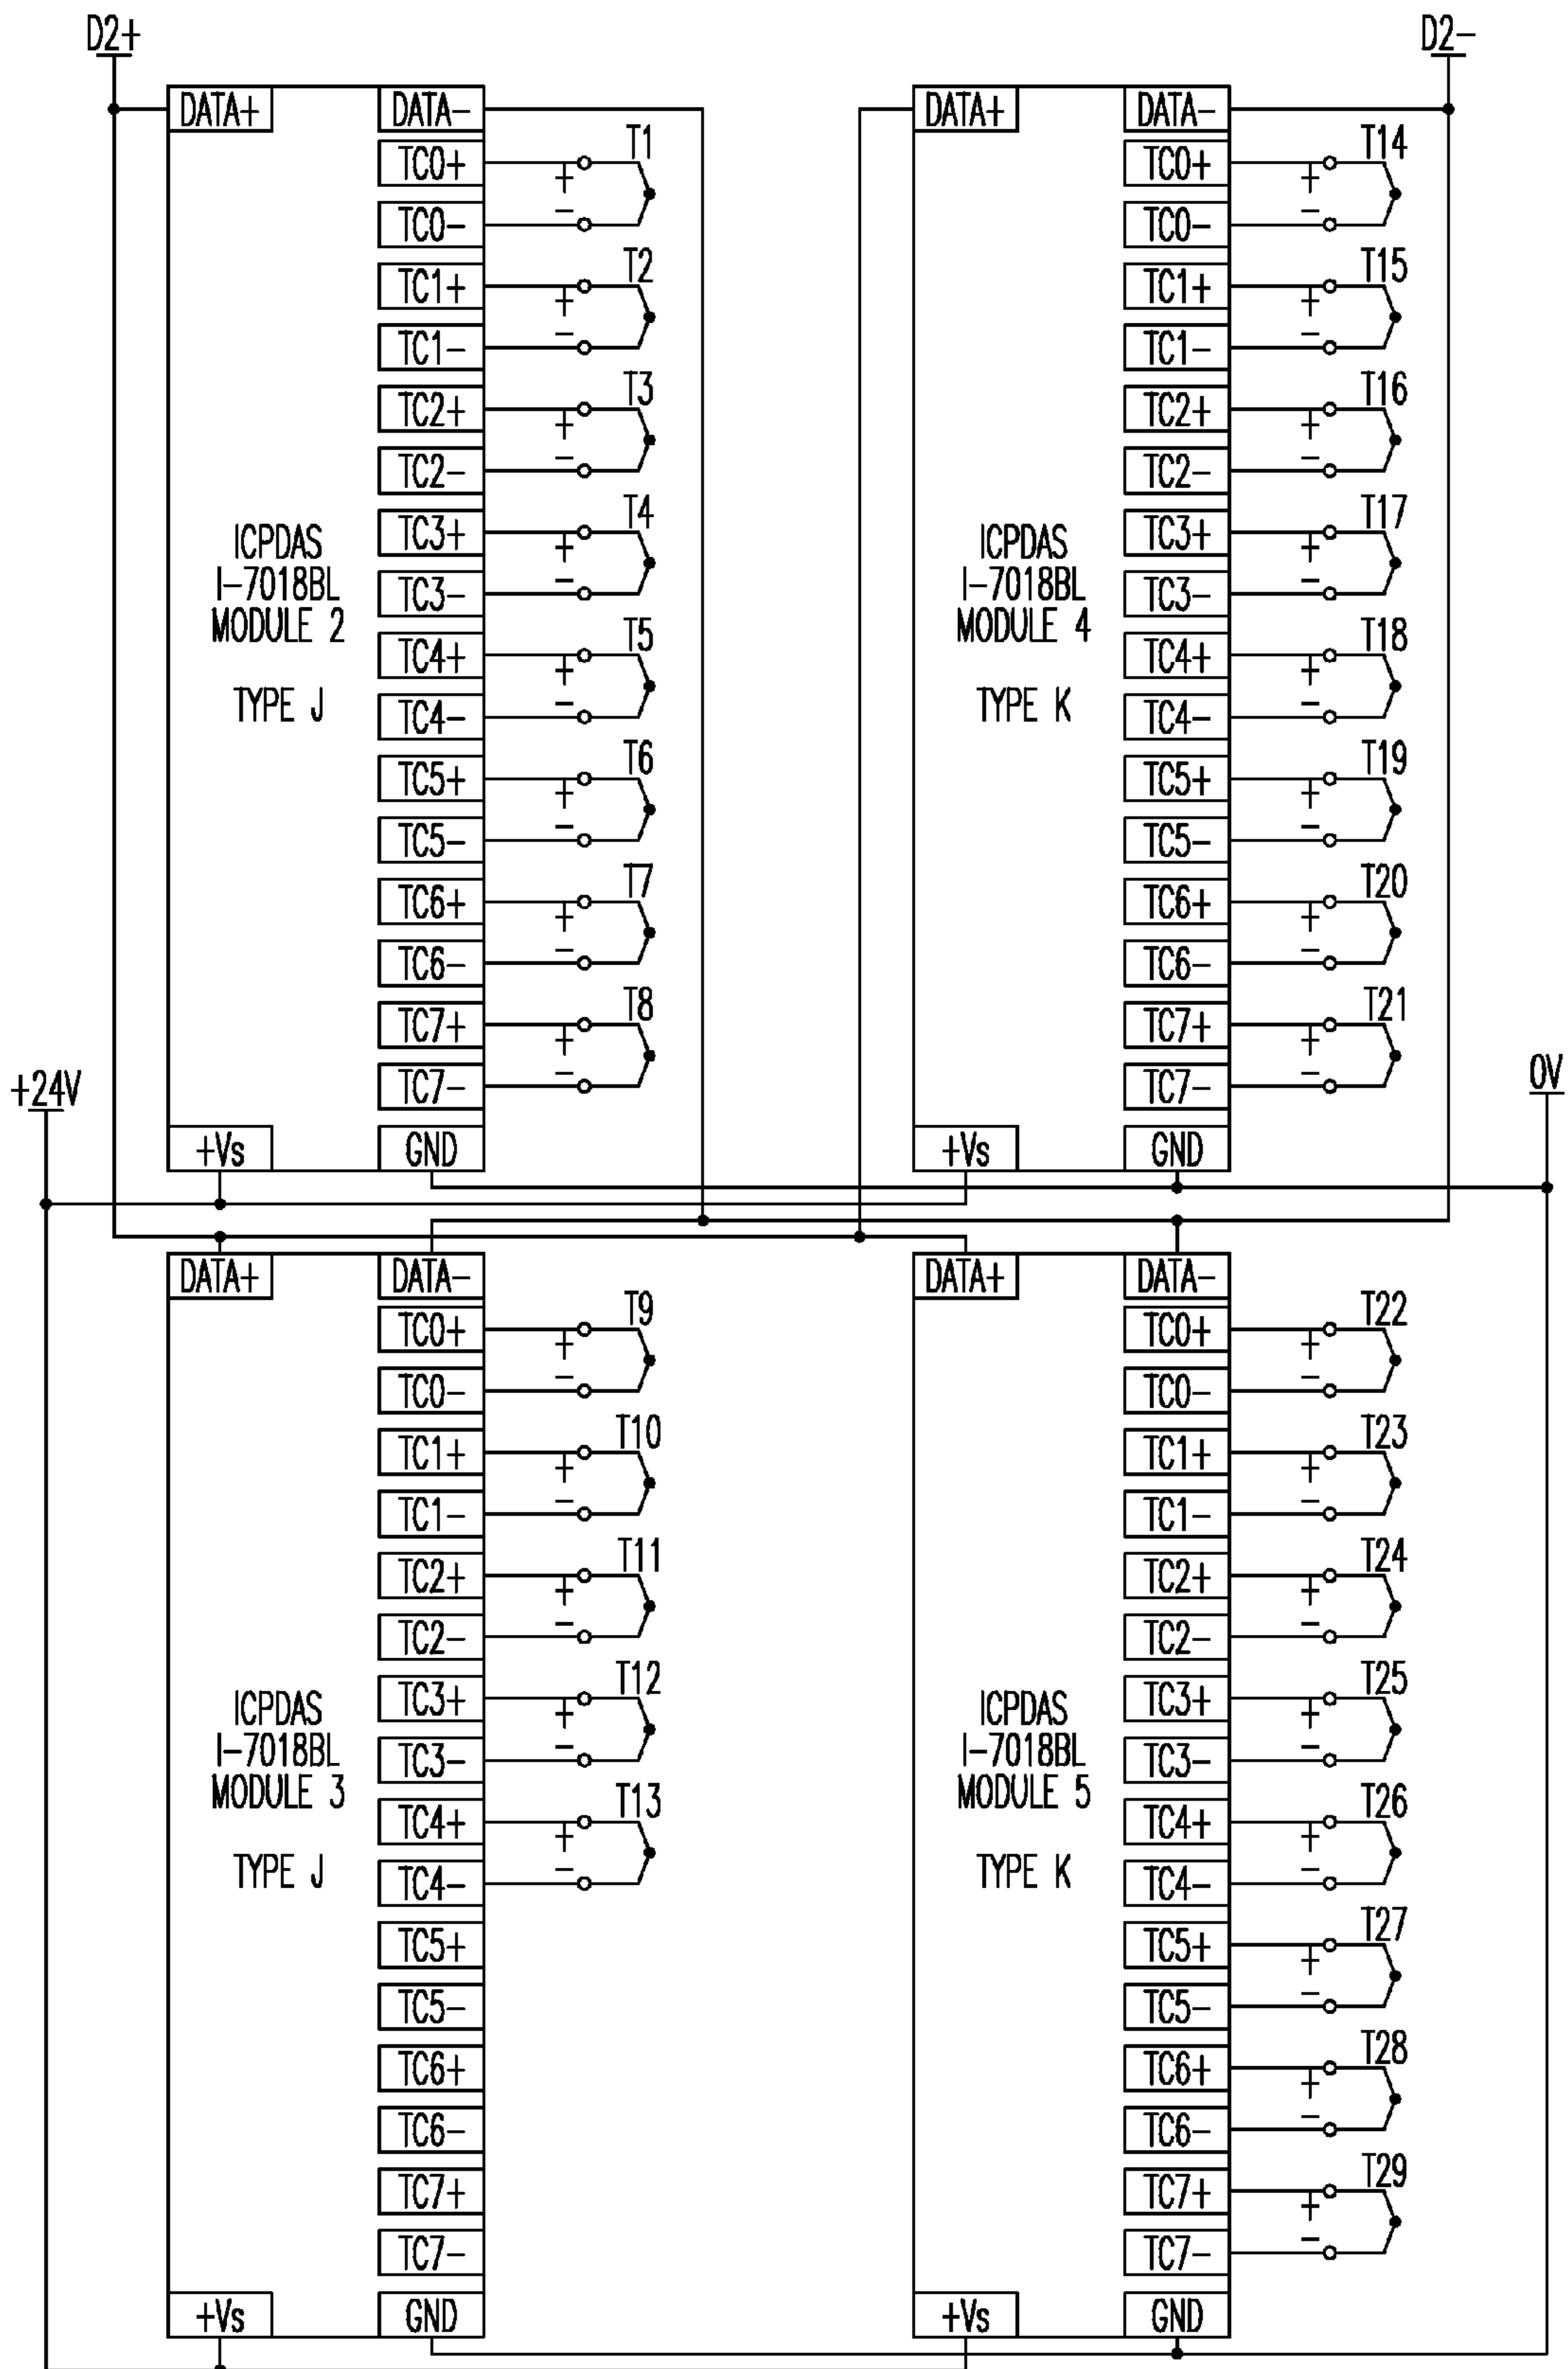 D2+
D2-
DATA+
DATA-
TC0+
T1
+
-
TC0-
TC1+
T2
+
-
TC1-
TC2+
T3
+
-
TC2-
TC3+
T4
+
-
TC3-
TC4+
T5
+
-
TC4-
TC5+
T6
+
-
TC5-
TC6+
T7
+
-
TC6-
TC7+
T8
+
-
TC7-
ICPDAS
I-7018BL
MODULE 2
TYPE J
+Vs
GND
DATA+
DATA-
TC0+
T14
+
-
TC0-
TC1+
T15
+
-
TC1-
TC2+
T16
+
-
TC2-
TC3+
T17
+
-
TC3-
TC4+
T18
+
-
TC4-
TC5+
T19
+
-
TC5-
TC6+
T20
+
-
TC6-
TC7+
T21
+
-
TC7-
ICPDAS
I-7018BL
MODULE 4
TYPE K
+Vs
GND
+24V
0V
DATA+
DATA-
TC0+
T9
+
-
TC0-
TC1+
T10
+
-
TC1-
TC2+
T11
+
-
TC2-
TC3+
T12
+
-
TC3-
TC4+
T13
+
-
TC4-
TC5+
TC5-
TC6+
TC6-
TC7+
TC7-
ICPDAS
I-7018BL
MODULE 3
TYPE J
+Vs
GND
DATA+
DATA-
TC0+
T22
+
-
TC0-
TC1+
T23
+
-
TC1-
TC2+
T24
+
-
TC2-
TC3+
T25
+
-
TC3-
TC4+
T26
+
-
TC4-
TC5+
T27
+
-
TC5-
TC6+
T28
+
-
TC6-
TC7+
T29
+
-
TC7-
ICPDAS
I-7018BL
MODULE 5
TYPE K
+Vs
GND